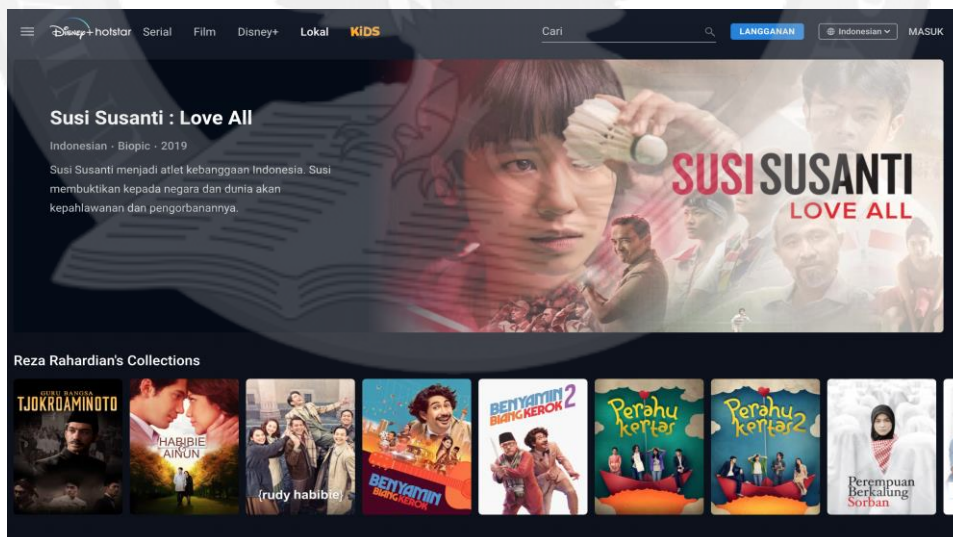 Disney+ hotstar Serial Film Disney+ Lokal KiDS Cari LANGGANAN Indonesian MASUK
Susi Susanti : Love All
Indonesian • Biopic • 2019
Susi Susanti menjadi atlet kebanggaan Indonesia. Susi
membuktikan kepada negara dan dunia akan
kepahlawanan dan pengorbanannya.
SUSI SUSANTI
LOVE ALL
Reza Rahardian's Collections
GURU BANGSA
TJOKROAMINOTO
HABIBIE
AINUN
{rudy habibie}
BENYAMIN
BIANG KEROK
BENYAMIN 2
BIANG KEROK
Perahu
kertas
Perahu
kertas2
Perempuan
Berkalung
Sorban